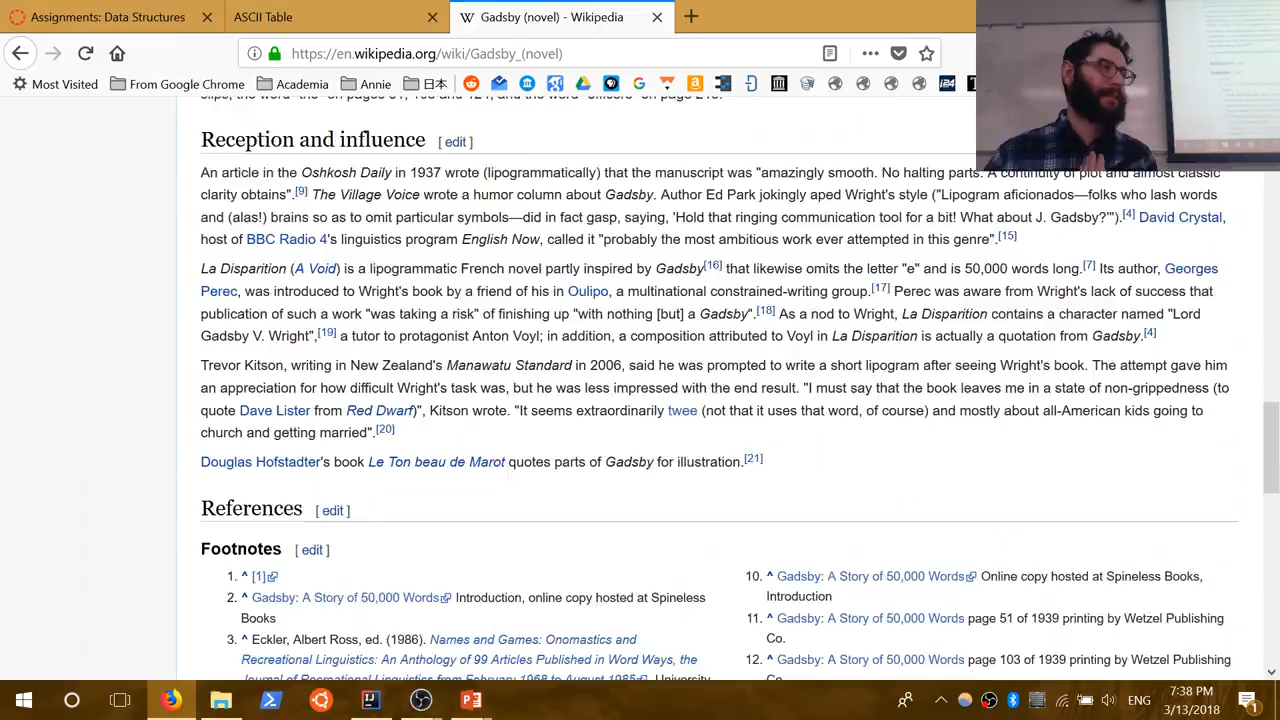 Assignments: Data Structures
ASCII Table
Gadsby (novel) - Wikipedia
https://en.wikipedia.org/wiki/Gadsby_(novel)
Most Visited
From Google Chrome
Academia
Annie
日本
Reception and influence [ edit ]
An article in the Oshkosh Daily in 1937 wrote (lipogrammatically) that the manuscript was "amazingly smooth. No halting parts. A continuity of plot and almost classic
clarity obtains".[9] The Village Voice wrote a humor column about Gadsby. Author Ed Park jokingly aped Wright's style ("Lipogram aficionados—folks who lash words
and (alas!) brains so as to omit particular symbols—did in fact gasp, saying, 'Hold that ringing communication tool for a bit! What about J. Gadsby?'").[4] David Crystal,
host of BBC Radio 4's linguistics program English Now, called it "probably the most ambitious work ever attempted in this genre".[15]
La Disparition (A Void) is a lipogrammatic French novel partly inspired by Gadsby[16] that likewise omits the letter "e" and is 50,000 words long.[7] Its author, Georges
Perec, was introduced to Wright's book by a friend of his in Oulipo, a multinational constrained-writing group.[17] Perec was aware from Wright's lack of success that
publication of such a work "was taking a risk" of finishing up "with nothing [but] a Gadsby".[18] As a nod to Wright, La Disparition contains a character named "Lord
Gadsby V. Wright",[19] a tutor to protagonist Anton Voyl; in addition, a composition attributed to Voyl in La Disparition is actually a quotation from Gadsby.[4]
Trevor Kitson, writing in New Zealand's Manawatu Standard in 2006, said he was prompted to write a short lipogram after seeing Wright's book. The attempt gave him
an appreciation for how difficult Wright's task was, but he was less impressed with the end result. "I must say that the book leaves me in a state of non-grippedness (to
quote Dave Lister from Red Dwarf)", Kitson wrote. "It seems extraordinarily twee (not that it uses that word, of course) and mostly about all-American kids going to
church and getting married".[20]
Douglas Hofstadter's book Le Ton beau de Marot quotes parts of Gadsby for illustration.[21]
References [ edit ]
Footnotes [ edit ]
1. ^ [1]
2. ^ Gadsby: A Story of 50,000 Words Introduction, online copy hosted at Spineless
Books
3. ^ Eckler, Albert Ross, ed. (1986). Names and Games: Onomastics and
Recreational Linguistics: An Anthology of 99 Articles Published in Word Ways, the
Journal of Recreational Linguistics from February 1968 to August 1985. University
10. ^ Gadsby: A Story of 50,000 Words Online copy hosted at Spineless Books,
Introduction
11. ^ Gadsby: A Story of 50,000 Words page 51 of 1939 printing by Wetzel Publishing
Co.
12. ^ Gadsby: A Story of 50,000 Words page 103 of 1939 printing by Wetzel Publishing
Co.
ENG
7:38 PM
3/13/2018